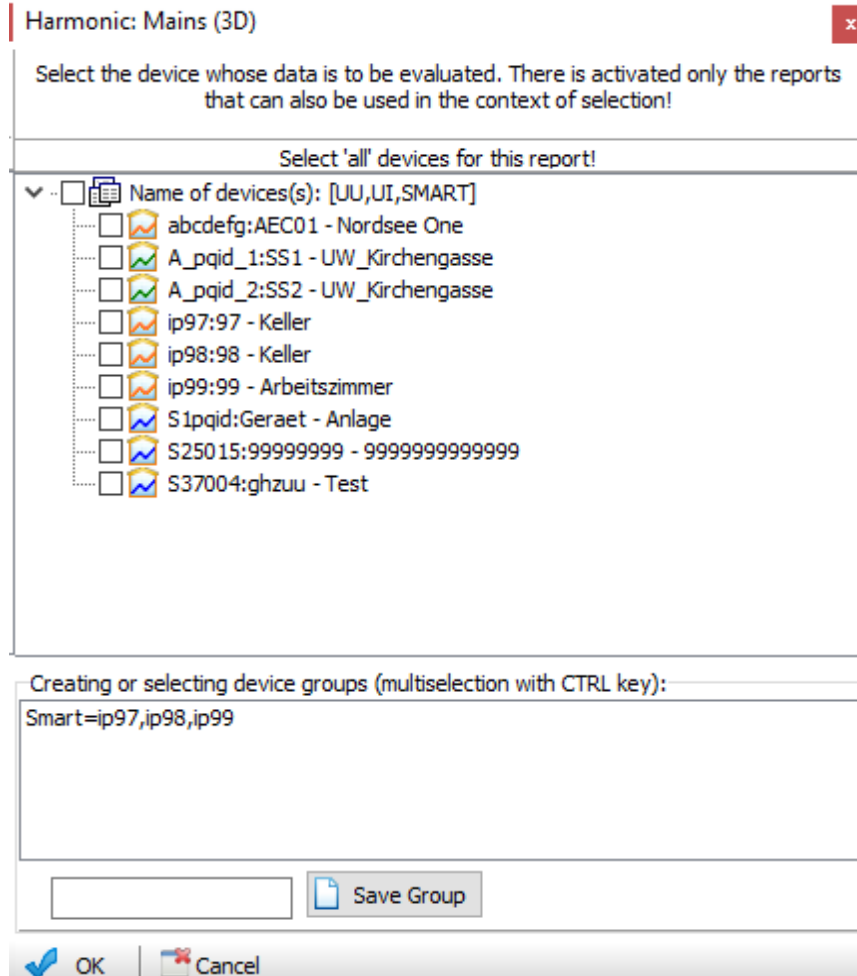 Harmonic: Mains (3D)
x
Select the device whose data is to be evaluated. There is activated only the reports
that can also be used in the context of selection!
Select 'all' devices for this report!
Name of devices(s): [UU,UI,SMART]
abcdefg:AEC01 - Nordsee One
A_pqid_1:SS1 - UW_Kirchengasse
A_pqid_2:SS2 - UW_Kirchengasse
ip97:97 - Keller
ip98:98 - Keller
ip99:99 - Arbeitszimmer
S1pqid:Geraet - Anlage
S25015:99999999 - 9999999999999
S37004:ghzuu - Test
Creating or selecting device groups (multiselection with CTRL key):
Smart=ip97,ip98,ip99
Save Group
OK
Cancel